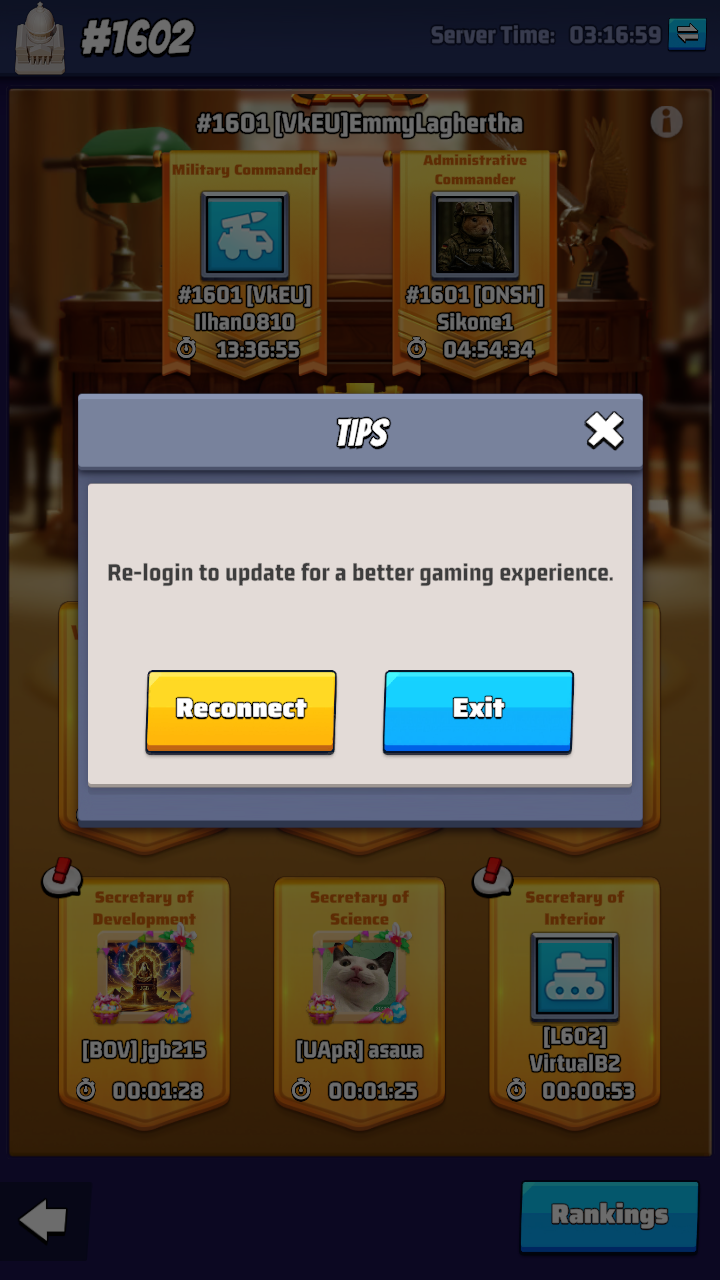 #1602
Server Time: 03:16:59
#1601 [VkEU]EmmyLaghertha
Military Commander
Administrative
Commander
#1601 [VkEU]
Ilhan0810
13:36:55
#1601 [ONSH]
Sikone1
04:54:34
TIPS
Re-login to update for a better gaming experience.
Reconnect
Exit
Secretary of
Development
[BOV] jgb215
00:01:28
Secretary of
Science
[UApR] asaua
00:01:25
Secretary of
Interior
[L602]
VirtualB2
00:00:53
Rankings